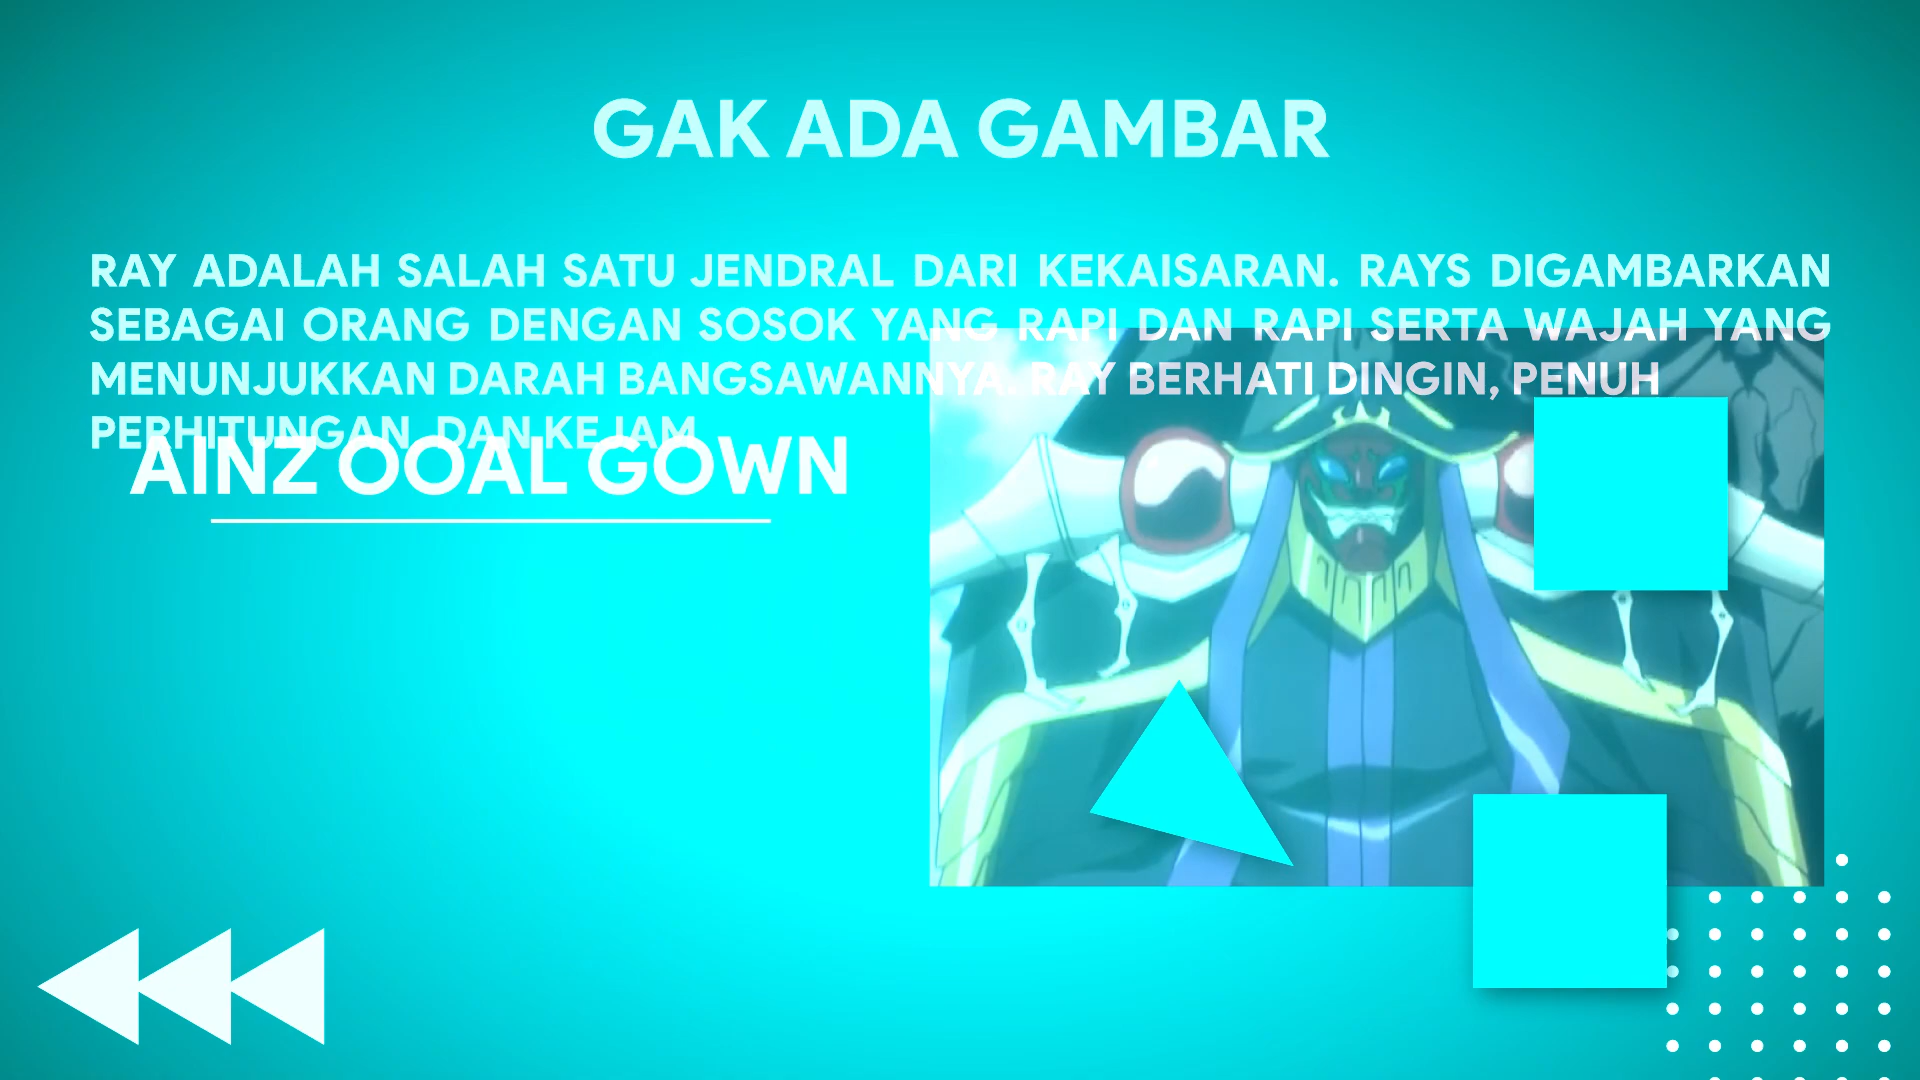 GAK ADA GAMBAR
RAY ADALAH SALAH SATU JENDRAL DARI KEKAISARAN. RAYS DIGAMBARKAN
SEBAGAI ORANG DENGAN SOSOK YANG RAPI DAN RAPI SERTA WAJAH YANG
MENUNJUKKAN DARAH BANGSAWANNYA. RAY BERHATI DINGIN, PENUH
PERHITUNGAN, DAN KEJAM
AINZ OOAL GOWN